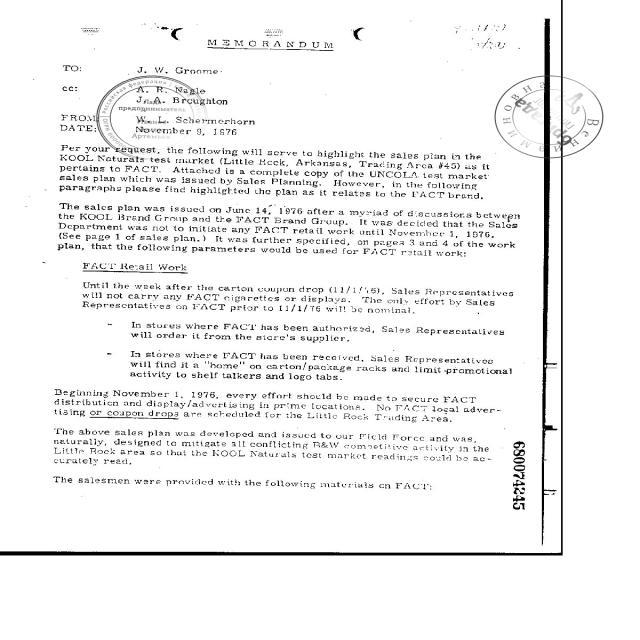 MEMORANDUM
TO: J. W. Groome
cc: A. R. Nagle
J. A. Broughton
FROM: W. L. Schermerhorn
DATE: November 9, 1976
Per your request, the following will serve to highlight the sales plan in the
KOOL Naturals test market (Little Rock, Arkansas, Trading Area #45) as it
pertains to FACT. Attached is a complete copy of the UNCOLA test market
sales plan which was issued by Sales Planning. However, in the following
paragraphs please find highlighted the plan as it relates to the FACT brand.
The sales plan was issued on June 14, 1976 after a myriad of discussions between
the KOOL Brand Group and the FACT Brand Group. It was decided that the Sales
Department was not to initiate any FACT retail work until November 1, 1976.
(See page 1 of sales plan.) It was further specified, on pages 3 and 4 of the work
plan, that the following parameters would be used for FACT retail work:
FACT Retail Work
Until the week after the carton coupon drop (11/1/76), Sales Representatives
will not carry any FACT cigarettes or displays. The only effort by Sales
Representatives on FACT prior to 11/1/76 will be nominal.
- In stores where FACT has been authorized, Sales Representatives
will order it from the store's supplier.
- In stores where FACT has been received, Sales Representatives
will find it a "home" on carton/package racks and limit promotional
activity to shelf talkers and logo tabs.
Beginning November 1, 1976, every effort should be made to secure FACT
distribution and display/advertising in prime locations. No FACT local adver-
tising or coupon drops are scheduled for the Little Rock Trading Area.
The above sales plan was developed and issued to our Field Force and was,
naturally, designed to mitigate all conflicting B&W competitive activity in the
Little Rock area so that the KOOL Naturals test market readings could be ac-
curately read.
The salesmen were provided with the following materials on FACT:
680074245